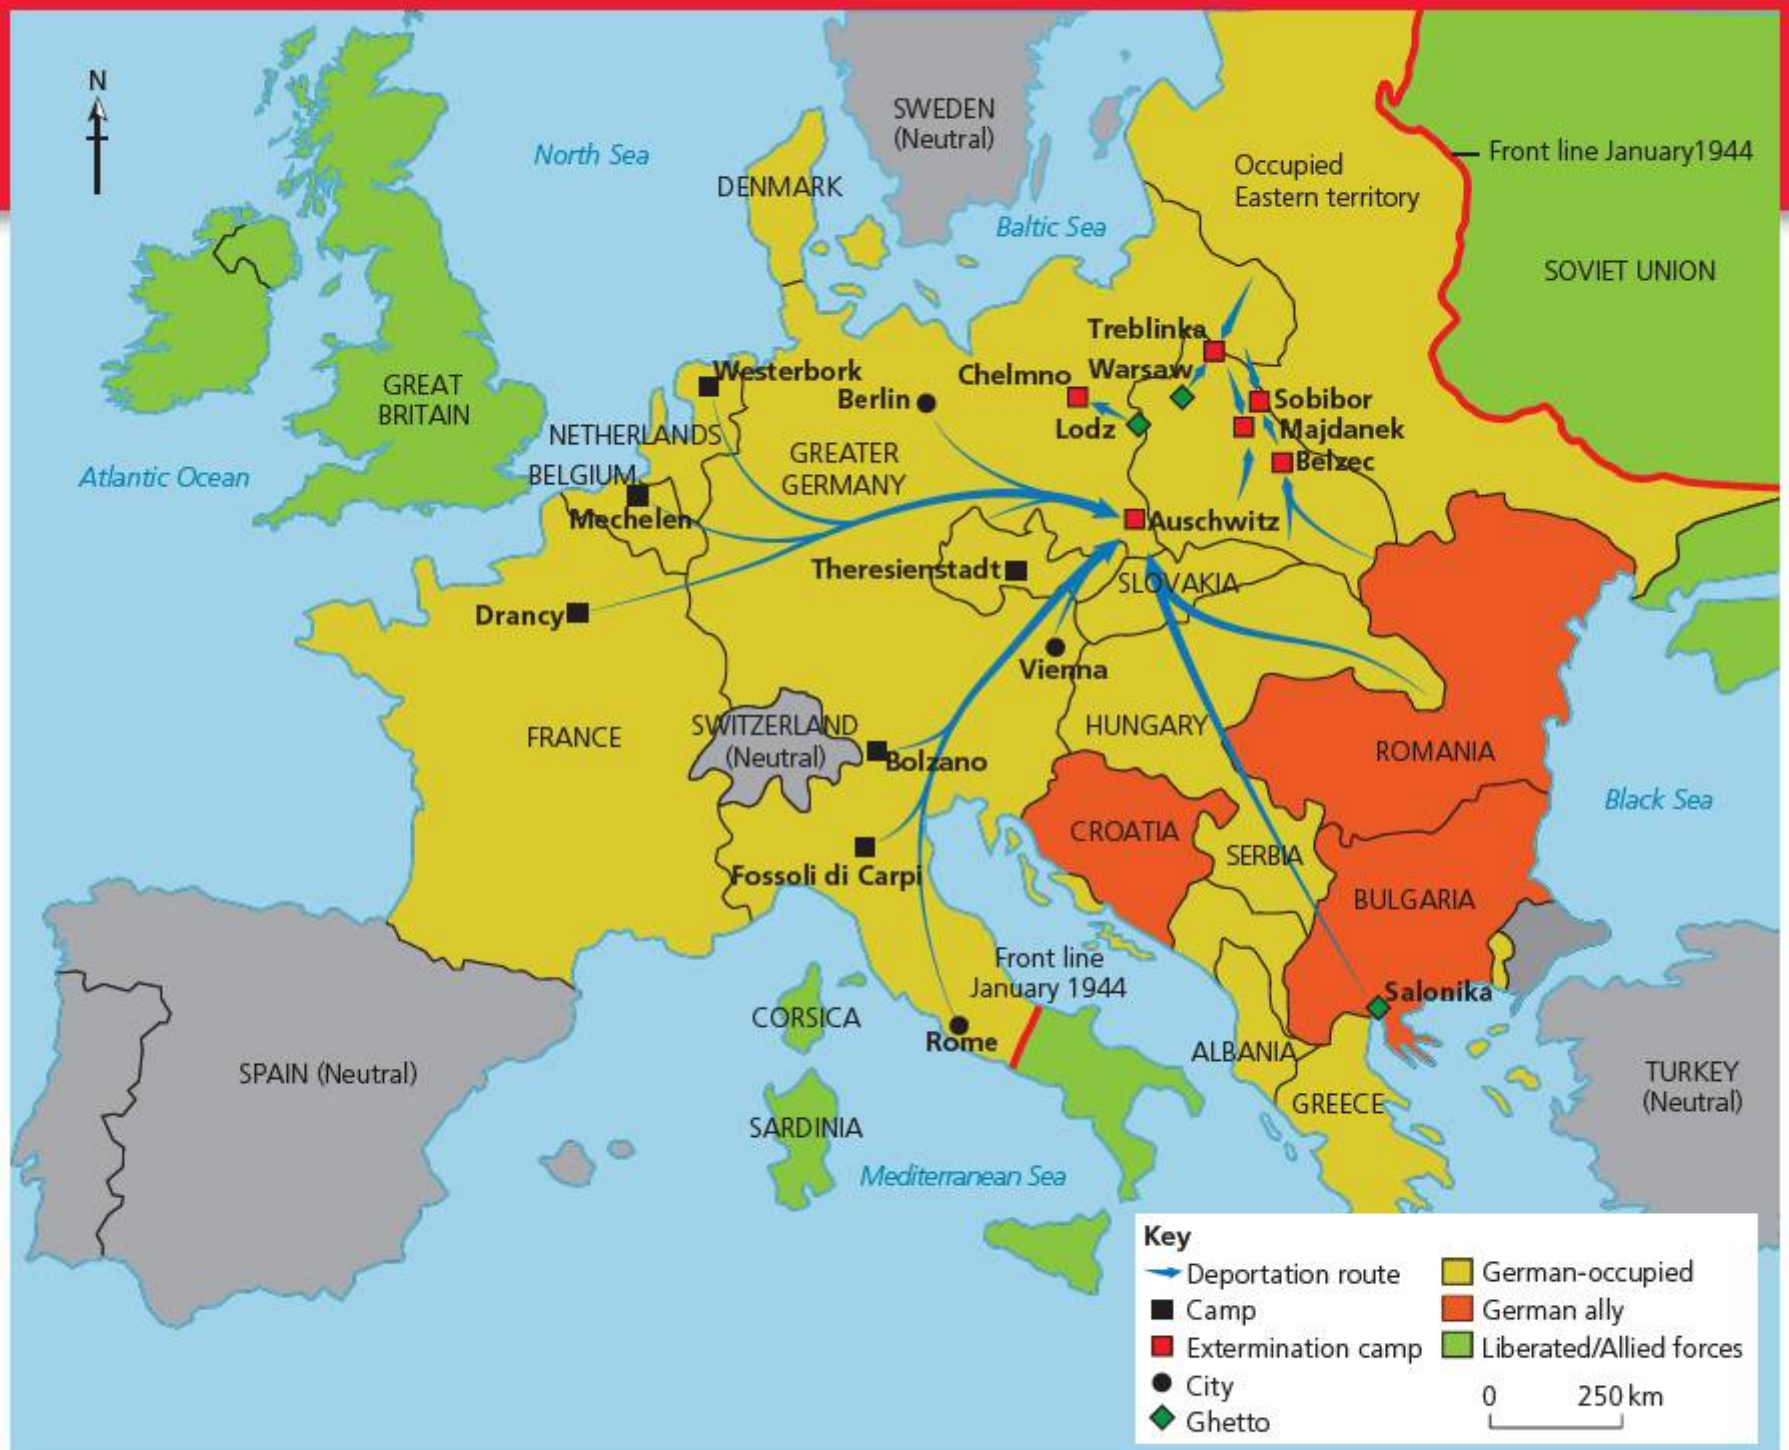 N
North Sea
SWEDEN
(Neutral)
DENMARK
Baltic Sea
Occupied
Eastern territory
Front line January1944
SOVIET UNION
GREAT
BRITAIN
Atlantic Ocean
Westerbork
Berlin
Treblinka
Chelmno
Warsaw
Lodz
Sobibor
Majdanek
Belzec
NETHERLANDS
BELGIUM
Mechelen
GREATER
GERMANY
Auschwitz
Theresienstadt
SLOVAKIA
Drancy
Vienna
FRANCE
SWITZERLAND
(Neutral)
Bolzano
HUNGARY
ROMANIA
Black Sea
CROATIA
SERBIA
Fossoli di Carpi
BULGARIA
Front line
January 1944
Salonika
CORSICA
Rome
ALBANIA
SPAIN (Neutral)
TURKEY
(Neutral)
GREECE
SARDINIA
Mediterranean Sea
Key
Deportation route
Camp
Extermination camp
City
Ghetto
German-occupied
German ally
Liberated/Allied forces
0 250 km